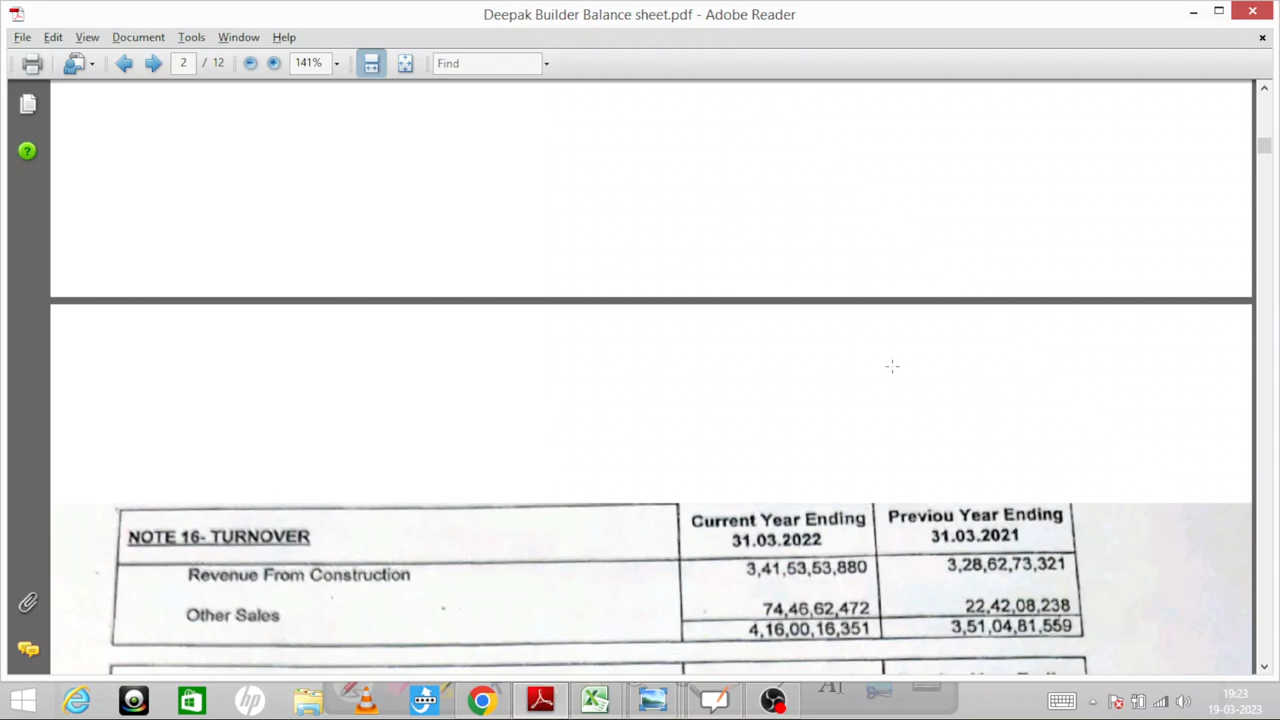 Deepak Builder Balance sheet.pdf - Adobe Reader
File Edit View Document Tools Window Help
2 / 12 141% Find
NOTE 16- TURNOVER Current Year Ending 31.03.2022 Previou Year Ending 31.03.2021
Revenue From Construction 3,41,53,53,880 3,28,62,73,321
Other Sales 74,46,62,472 22,42,08,238
4,16,00,16,351 3,51,04,81,559
19:23
19-03-2023